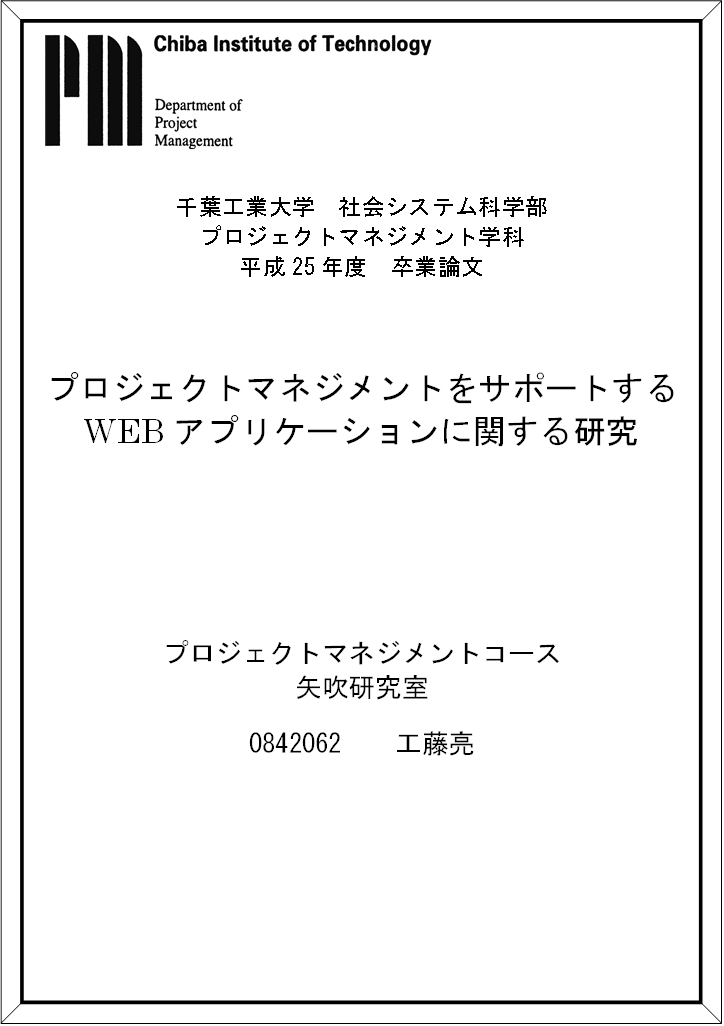 PM
Chiba Institute of Technology
Department of
Project
Management
千葉工業大学　社会システム科学部
プロジェクトマネジメント学科
平成 25 年度　卒業論文
プロジェクトマネジメントをサポートする
WEB アプリケーションに関する研究
プロジェクトマネジメントコース
矢吹研究室
0842062　　工藤亮